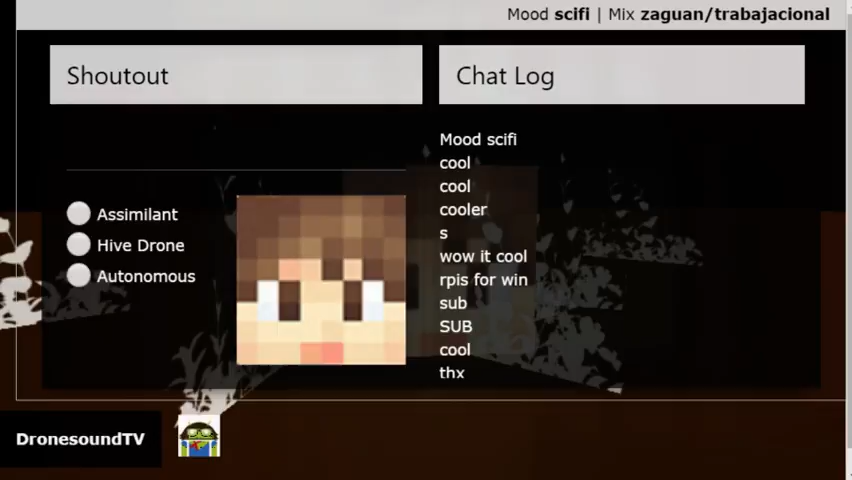 Mood scifi | Mix zaguan/trabajacional
Shoutout
Assimilant
Hive Drone
Autonomous
Chat Log
Mood scifi
cool
cool
cooler
s
wow it cool
rpis for win
sub
SUB
cool
thx
DronesoundTV